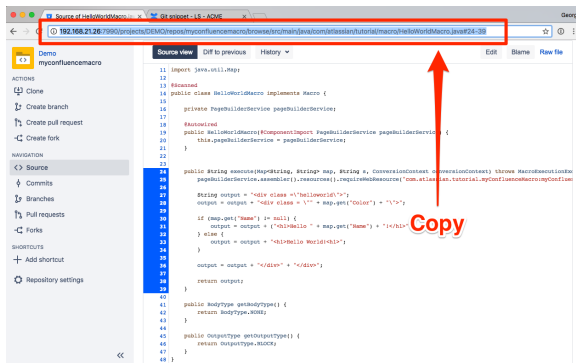 Source of HelloWorldMacro.ja
Git snippet - LS - ACME
Georg
192.168.21.26:7990/projects/DEMO/repos/myconfluencemacro/browse/src/main/java/com/atlassian/tutorial/macro/HelloWorldMacro.java#24-39
Demo
myconfluencemacro
Source view Diff to previous History Edit Blame Raw file
ACTIONS
Clone
Create branch
Create pull request
Create fork
NAVIGATION
Source
Commits
Branches
Pull requests
Forks
SHORTCUTS
Add shortcut
Repository settings
11 import java.util.Map;
12
13 @Scanned
14 public class HelloWorldMacro implements Macro {
15
16 private PageBuilderService pageBuilderService;
17
18 @Autowired
19 public HelloWorldMacro(@ComponentImport PageBuilderService pageBuilderService) {
20 this.pageBuilderService = pageBuilderService;
21 }
22
23
24 public String execute(Map<String, String> map, String s, ConversionContext conversionContext) throws MacroExecutionExc
25 pageBuilderService.assembler().resources().requireWebResource("com.atlassian.tutorial.myConfluenceMacro:myConfluen
26
27 String output = "<div class =\"helloworld\">";
28 output = output + "<div class = \"" + map.get("Color") + "\">";
29
30 if (map.get("Name") != null) {
31 output = output + ("<h1>Hello " + map.get("Name") + "!</h1>
32 } else {
33 output = output + "<h1>Hello World!<h1>";
34 }
35
36 output = output + "</div>" + "</div>";
37
38 return output;
39 }
40
41 public BodyType getBodyType() {
42 return BodyType.NONE;
43 }
44
45 public OutputType getOutputType() {
46 return OutputType.BLOCK;
47 }
48 }
Copy